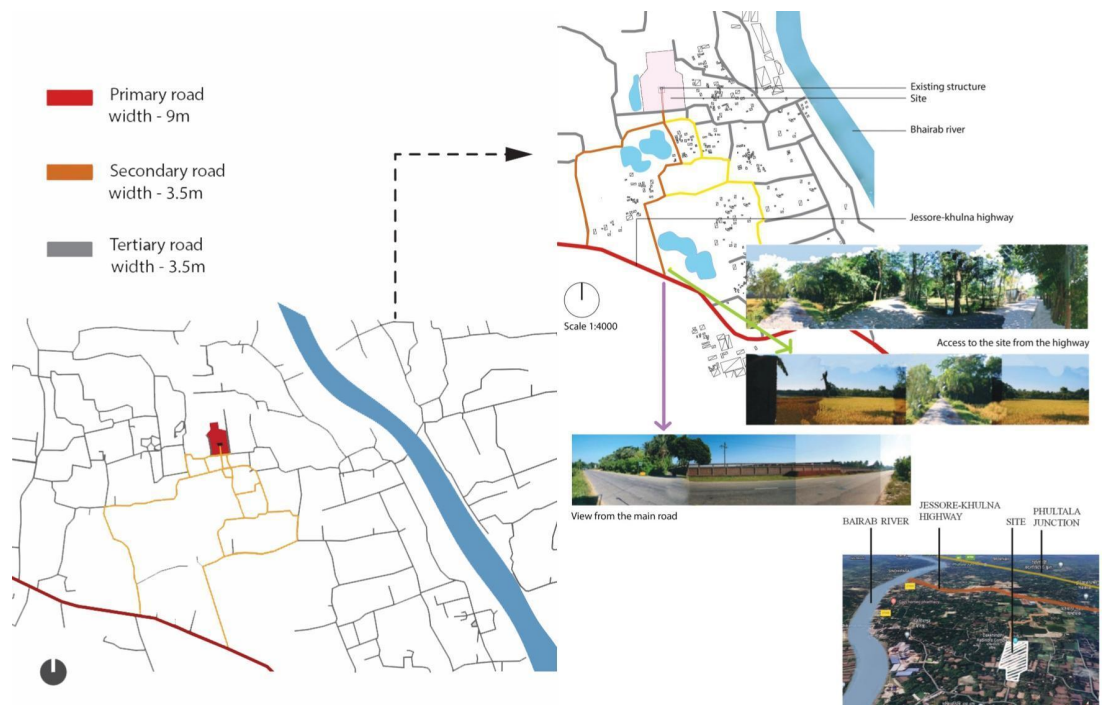 Primary road
width - 9m
Secondary road
width - 3.5m
Tertiary road
width - 3.5m
Existing structure
Site
Bhairab river
Jessore-khulna highway
Scale 1:4000
Access to the site from the highway
View from the main road
BAIRAB RIVER
JESSORE-KHULNA
HIGHWAY
SITE
PHULTALA
JUNCTION